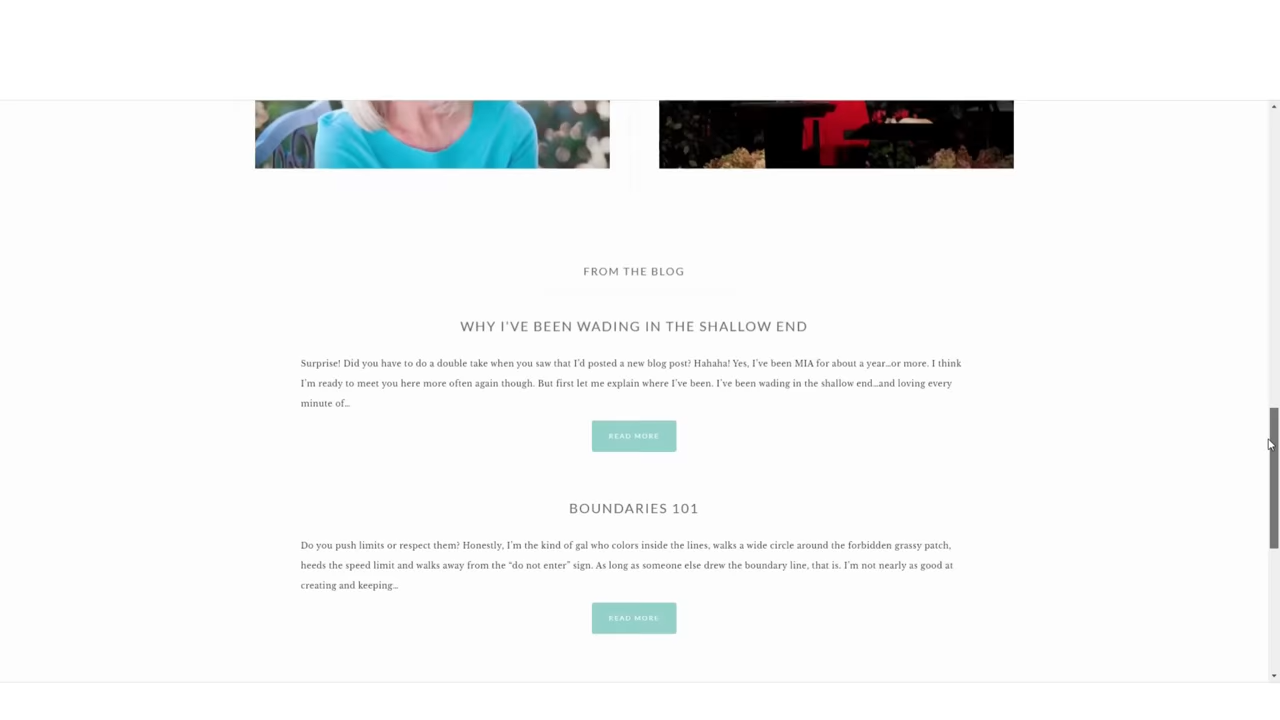 FROM THE BLOG
WHY I'VE BEEN WADING IN THE SHALLOW END
Surprise! Did you have to do a double take when you saw that I'd posted a new blog post? Hahaha! Yes, I've been MIA for about a year…or more. I think
I'm ready to meet you here more often again though. But first let me explain where I've been. I've been wading in the shallow end…and loving every
minute of…
READ MORE
BOUNDARIES 101
Do you push limits or respect them? Honestly, I'm the kind of gal who colors inside the lines, walks a wide circle around the forbidden grassy patch,
heeds the speed limit and walks away from the “do not enter” sign. As long as someone else drew the boundary line, that is. I'm not nearly as good at
creating and keeping…
READ MORE